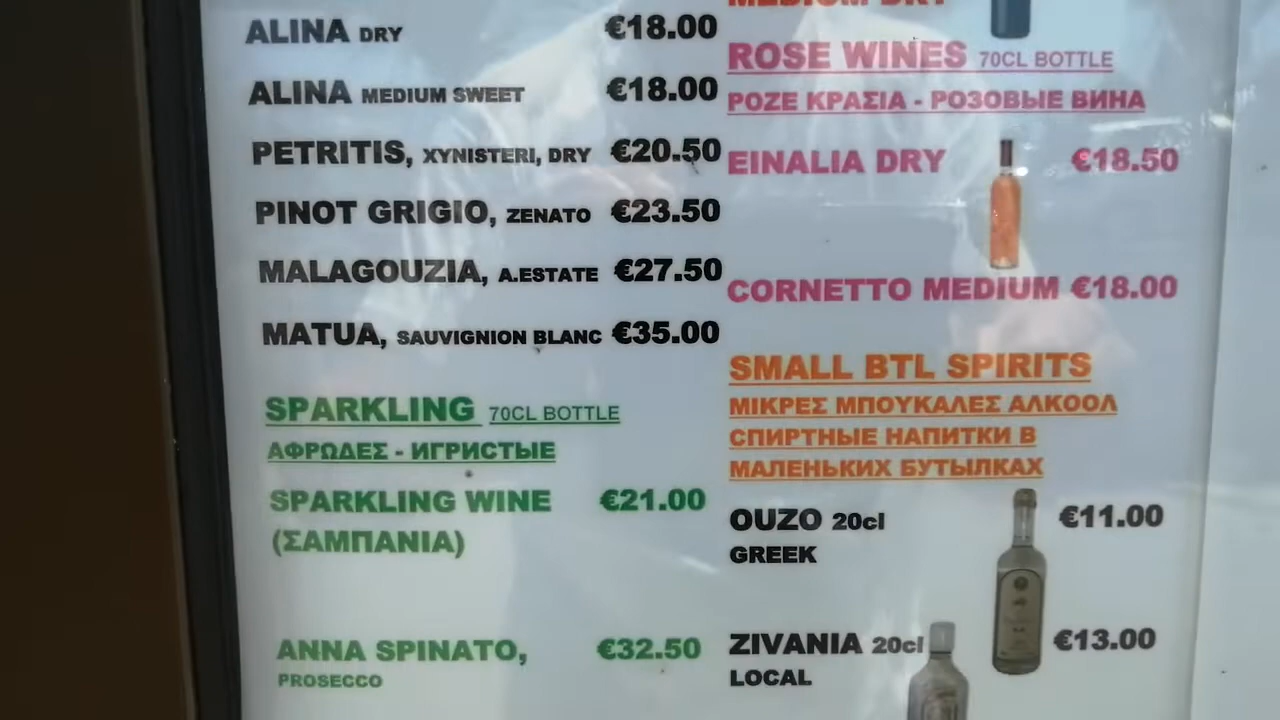 ALINA DRY €18.00
ALINA MEDIUM SWEET €18.00
PETRITIS, XYNISTERI, DRY €20.50
PINOT GRIGIO, ZENATO €23.50
MALAGOUZIA, A.ESTATE €27.50
MATUA, SAUVIGNION BLANC €35.00
SPARKLING 70CL BOTTLE
ΑΦΡΩΔΕΣ - ИГРИСТЫЕ
SPARKLING WINE €21.00
(ΣΑΜΠΑΝΙΑ)
ANNA SPINATO, €32.50
PROSECCO
MEDIUM DRY
ROSE WINES 70CL BOTTLE
ΡΟΖΕ ΚΡΑΣΙΑ - РОЗОВЫЕ ВИНА
EINALIA DRY €18.50
CORNETTO MEDIUM €18.00
SMALL BTL SPIRITS
ΜΙΚΡΕΣ ΜΠΟΥΚΑΛΕΣ ΑΛΚΟΟΛ
СПИРТНЫЕ НАПИТКИ В
МАЛЕНЬКИХ БУТЫЛКАХ
OUZO 20cl €11.00
GREEK
ZIVANIA 20cl €13.00
LOCAL